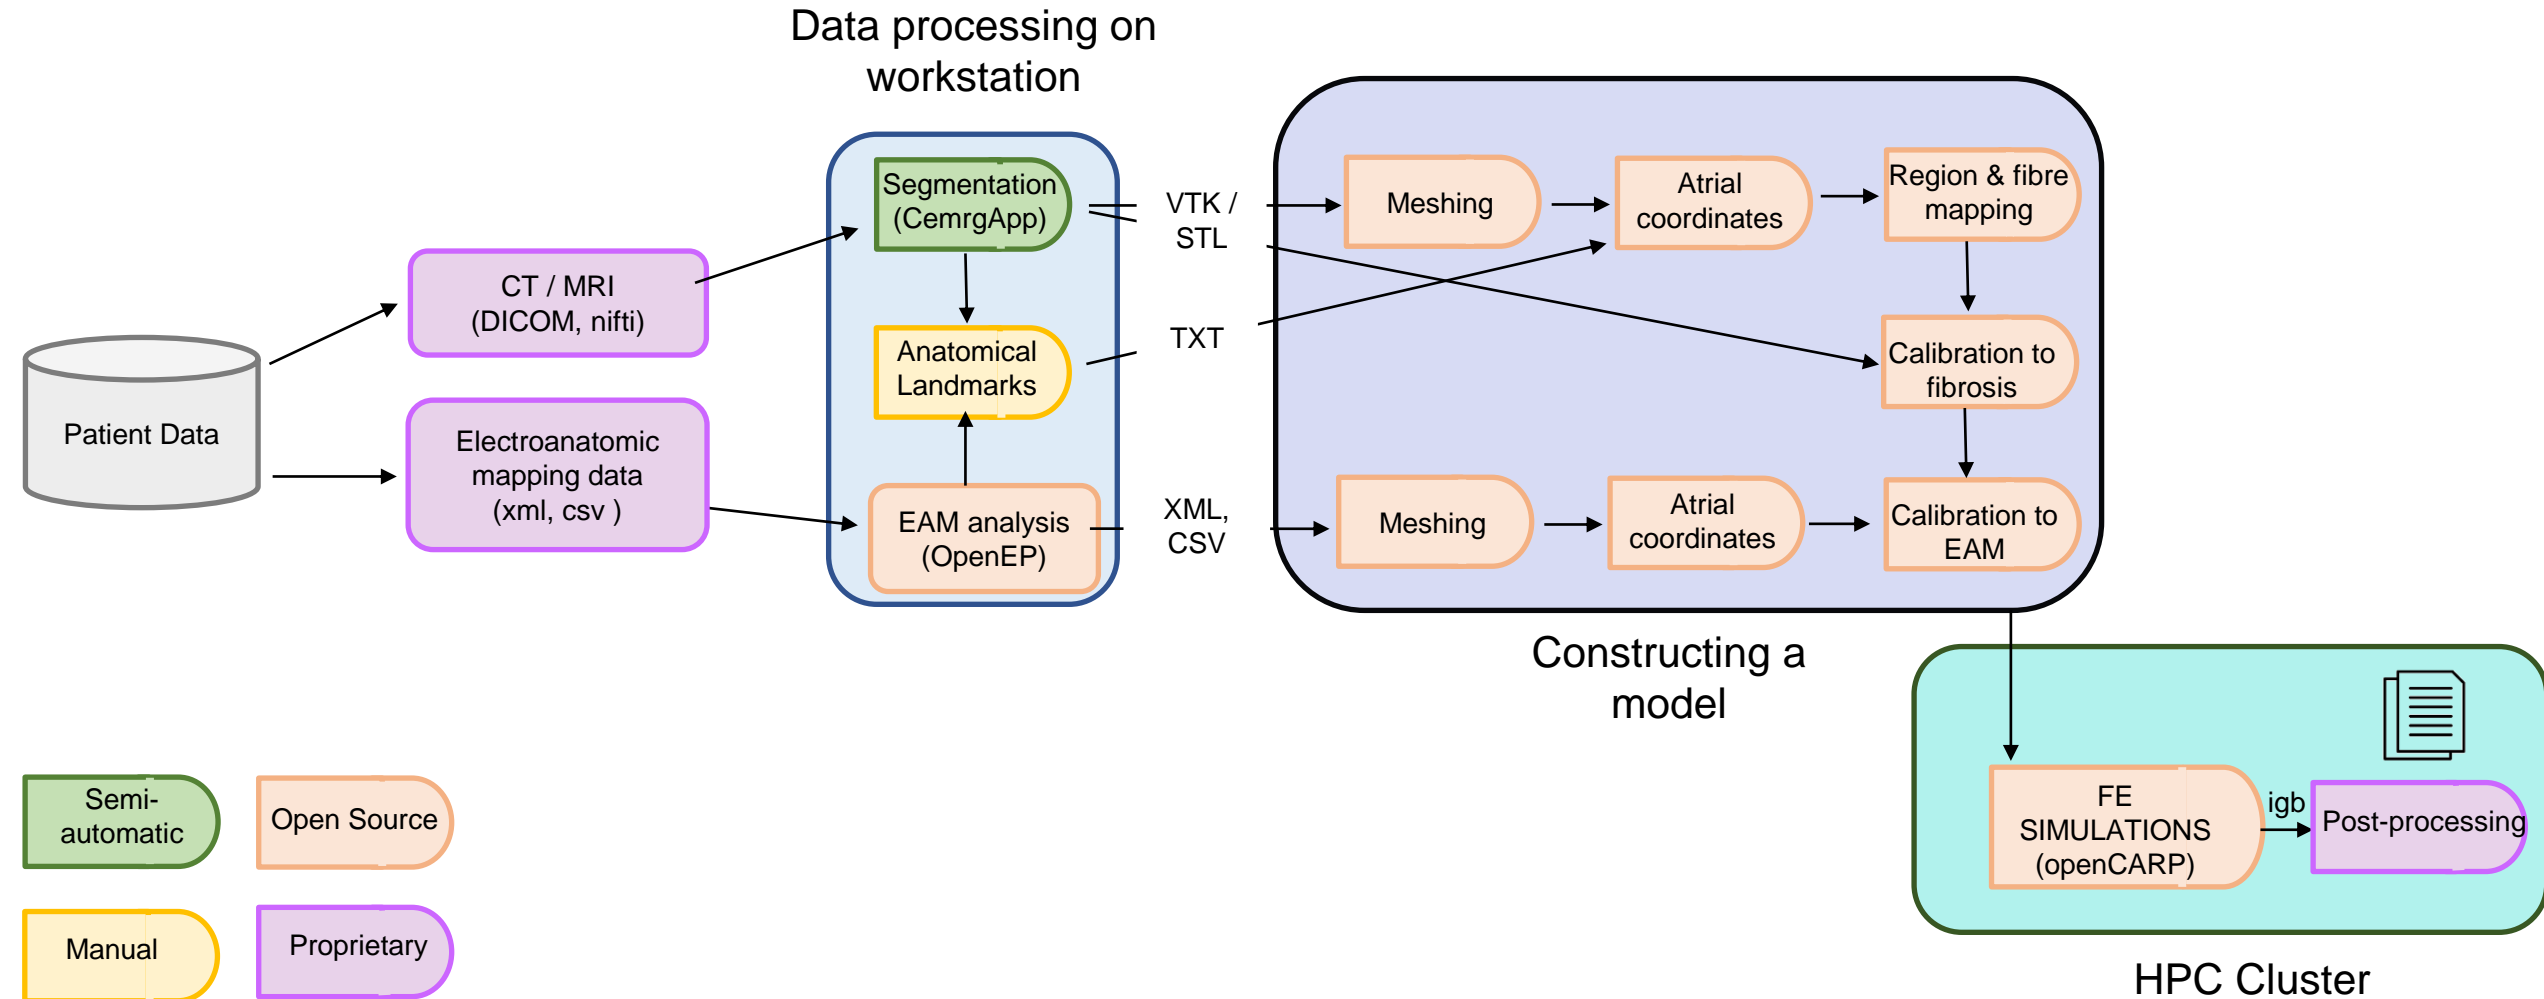 Data processing on
workstation
Segmentation
(CemrgApp)
VTK /
STL
Meshing
Atrial
coordinates
Region & fibre
mapping
CT / MRI
(DICOM, nifti)
Anatomical
Landmarks
TXT
Calibration to
fibrosis
Patient Data
Electroanatomic
mapping data
(xml, csv )
EAM analysis
(OpenEP)
XML,
CSV
Meshing
Atrial
coordinates
Calibration to
EAM
Constructing a
model
FE
SIMULATIONS
(openCARP)
igb
Post-processing
HPC Cluster
Semi-
automatic
Open Source
Manual
Proprietary